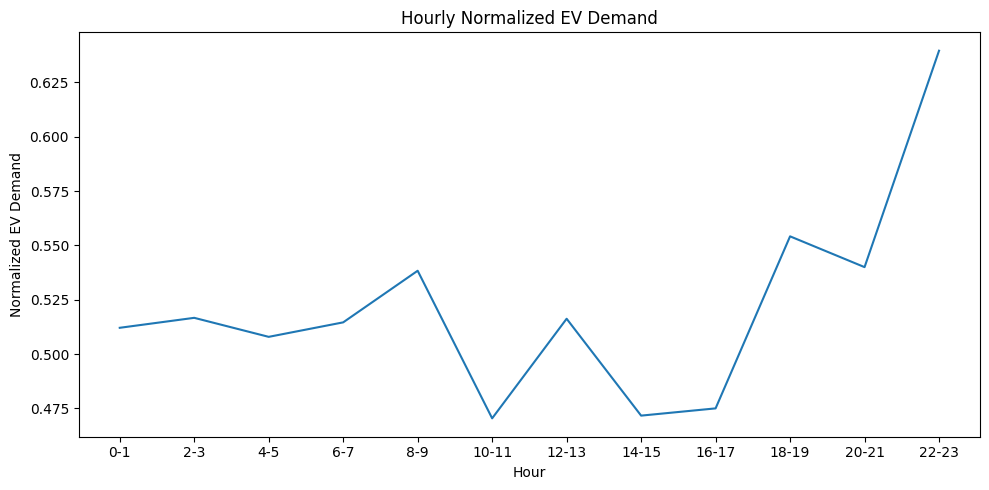 Hourly Normalized EV Demand
Normalized EV Demand
0.625
0.600
0.575
0.550
0.525
0.500
0.475
0-1 2-3 4-5 6-7 8-9 10-11 12-13 14-15 16-17 18-19 20-21 22-23
Hour